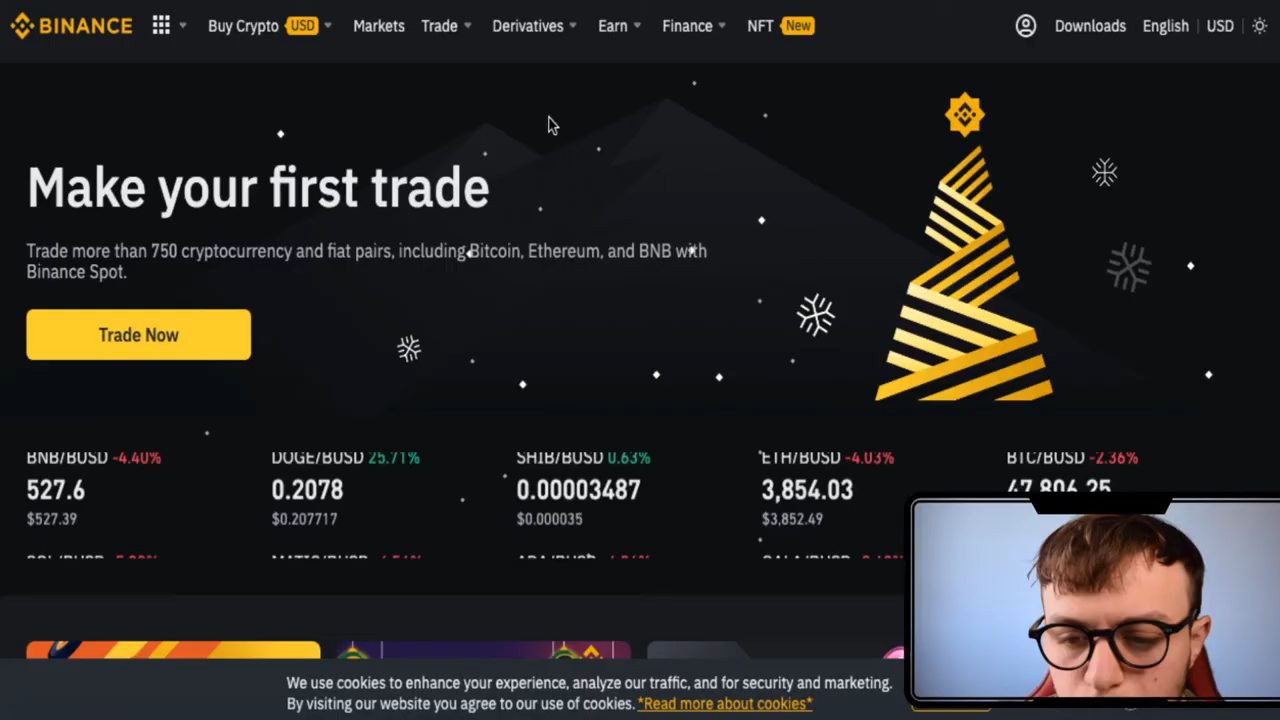 BINANCE Buy Crypto USD Markets Trade Derivatives Earn Finance NFT New Downloads English USD
Make your first trade
Trade more than 750 cryptocurrency and fiat pairs, including Bitcoin, Ethereum, and BNB with
Binance Spot.
Trade Now
BNB/BUSD -4.40% DOGE/BUSD 25.71% SHIB/BUSD 0.63% ETH/BUSD -4.03% BTC/BUSD -2.36%
527.6 0.2078 0.00003487 3,854.03 47,806.25
$527.39 $0.207717 $0.000035 $3,852.49
We use cookies to enhance your experience, analyze our traffic, and for security and marketing.
By visiting our website you agree to our use of cookies. *Read more about cookies*